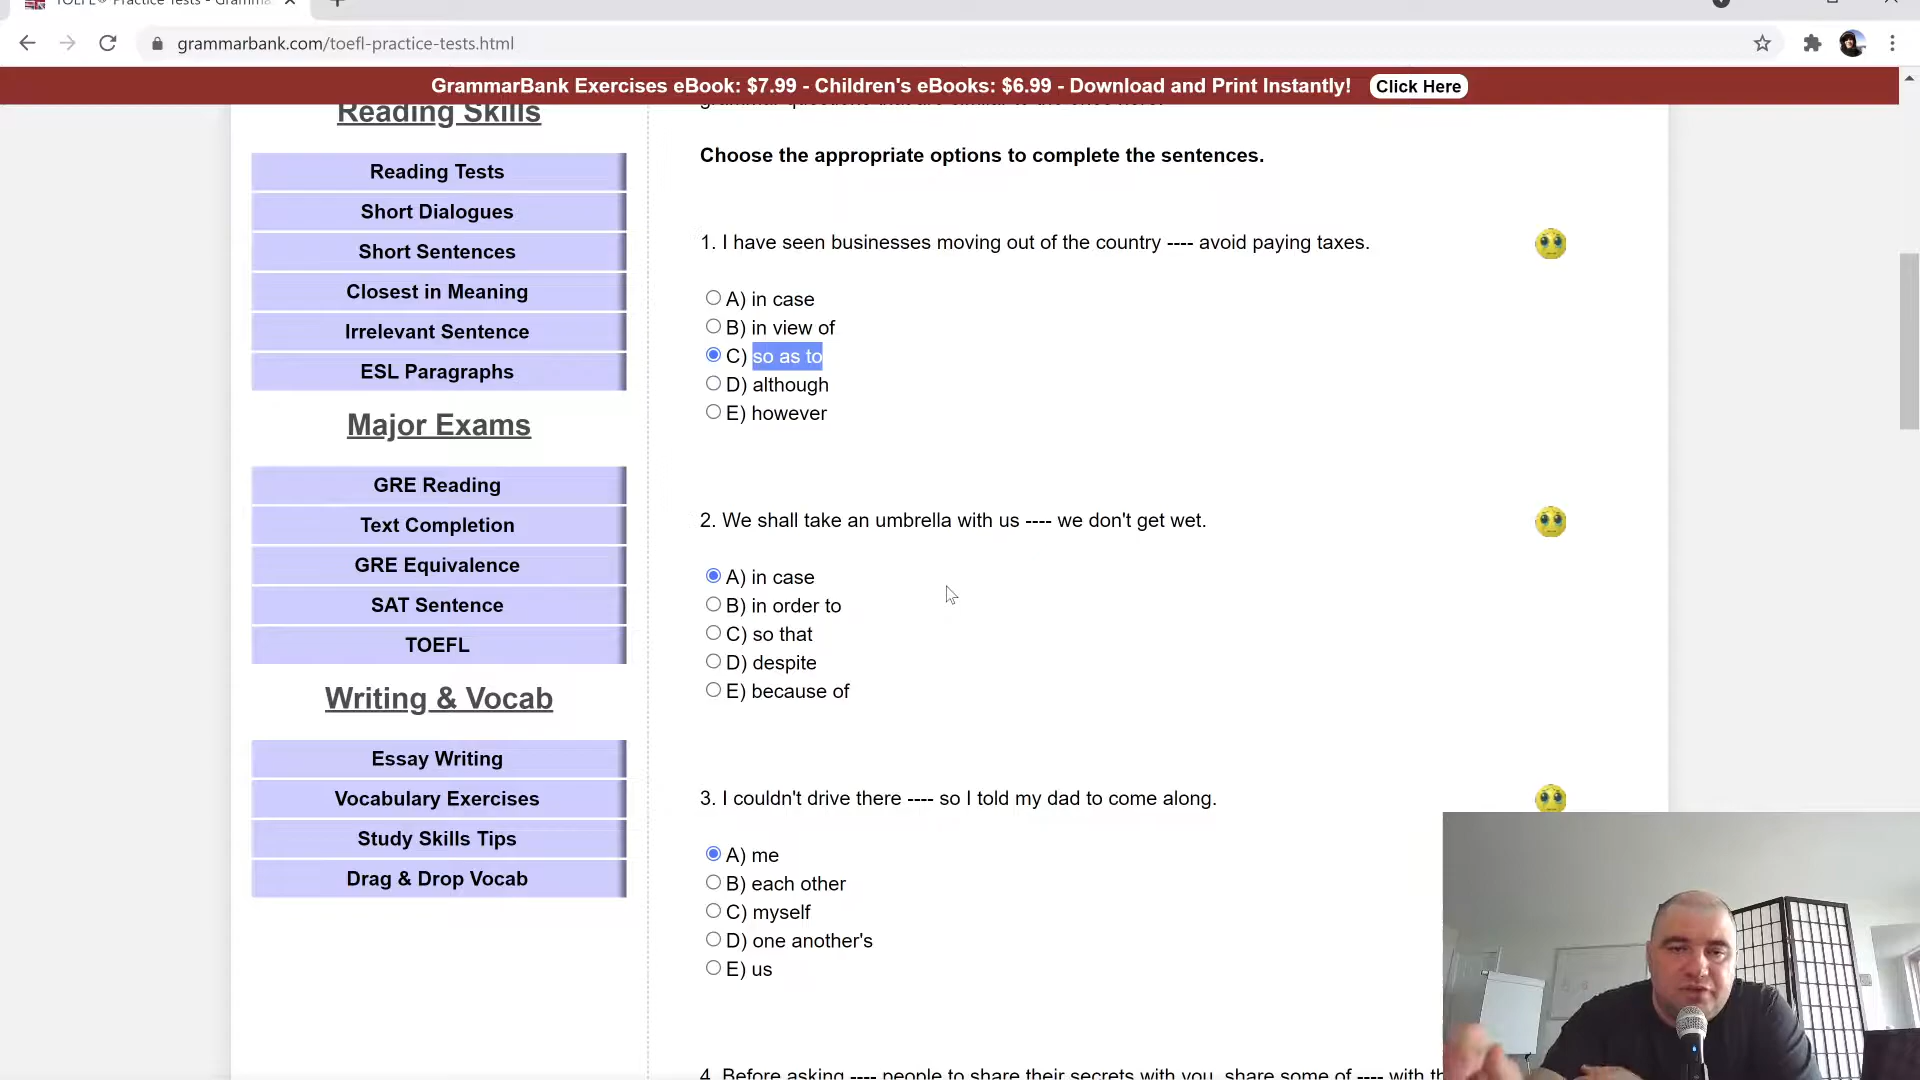 grammarbank.com/toefl-practice-tests.html
GrammarBank Exercises eBook: $7.99 - Children's eBooks: $6.99 - Download and Print Instantly! Click Here
Reading Skills
Reading Tests
Short Dialogues
Short Sentences
Closest in Meaning
Irrelevant Sentence
ESL Paragraphs
Major Exams
GRE Reading
Text Completion
GRE Equivalence
SAT Sentence
TOEFL
Writing & Vocab
Essay Writing
Vocabulary Exercises
Study Skills Tips
Drag & Drop Vocab
Choose the appropriate options to complete the sentences.
1. I have seen businesses moving out of the country ---- avoid paying taxes.
A) in case
B) in view of
C) so as to
D) although
E) however
2. We shall take an umbrella with us ---- we don't get wet.
A) in case
B) in order to
C) so that
D) despite
E) because of
3. I couldn't drive there ---- so I told my dad to come along.
A) me
B) each other
C) myself
D) one another's
E) us
4. Before asking ---- people to share their secrets with you, share some of ---- with